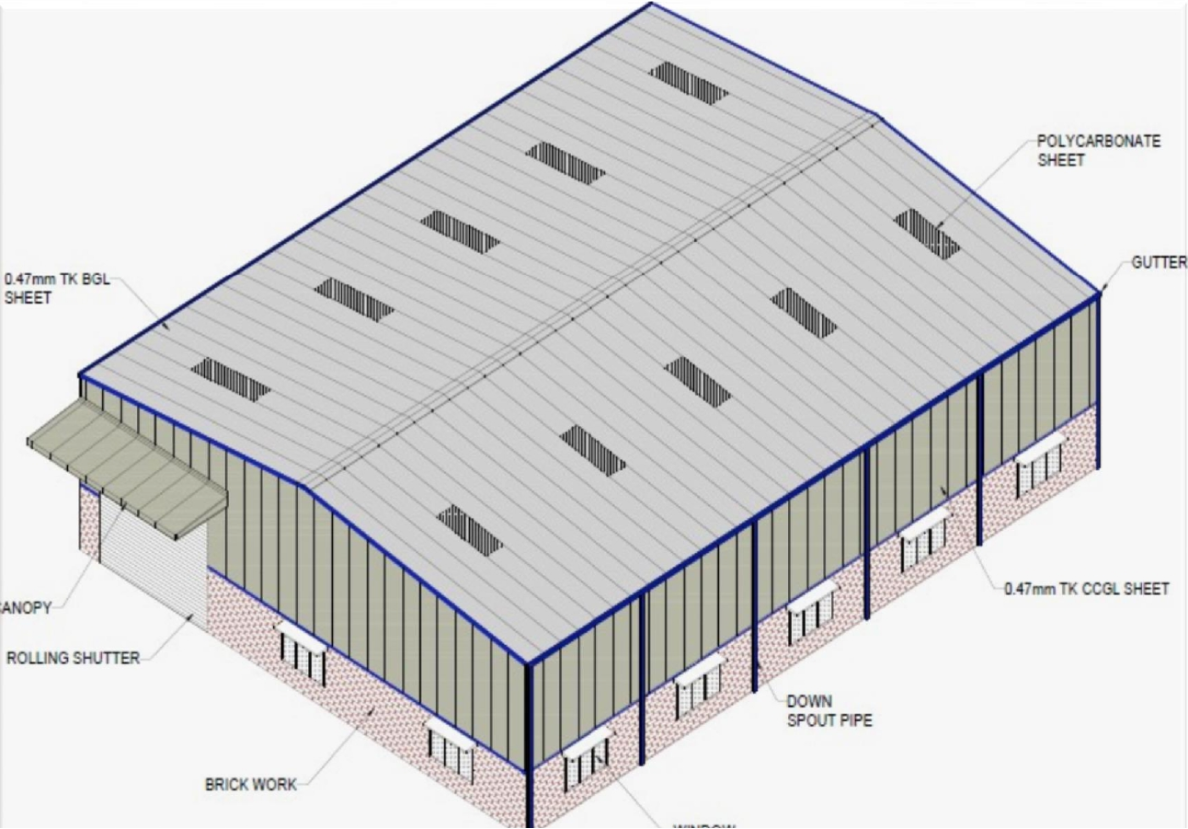 POLYCARBONATE
SHEET
GUTTER
0.47mm TK BGL
SHEET
0.47mm TK CCGL SHEET
CANOPY
ROLLING SHUTTER
DOWN
SPOUT PIPE
BRICK WORK
WINDOW